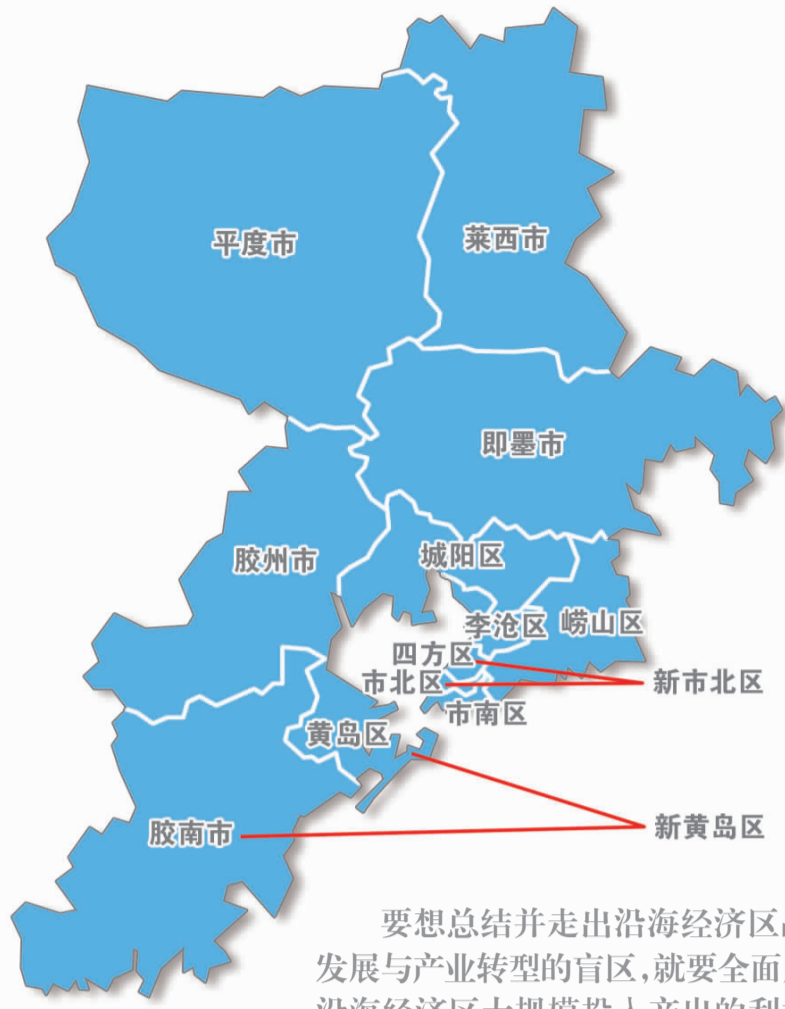 平度市
莱西市
即墨市
胶州市
城阳区
李沧区
崂山区
四方区
市北区
新市北区
市南区
黄岛区
新黄岛区
胶南市
要想总结并走出沿海经济区
发展与产业转型的盲区,就要全面